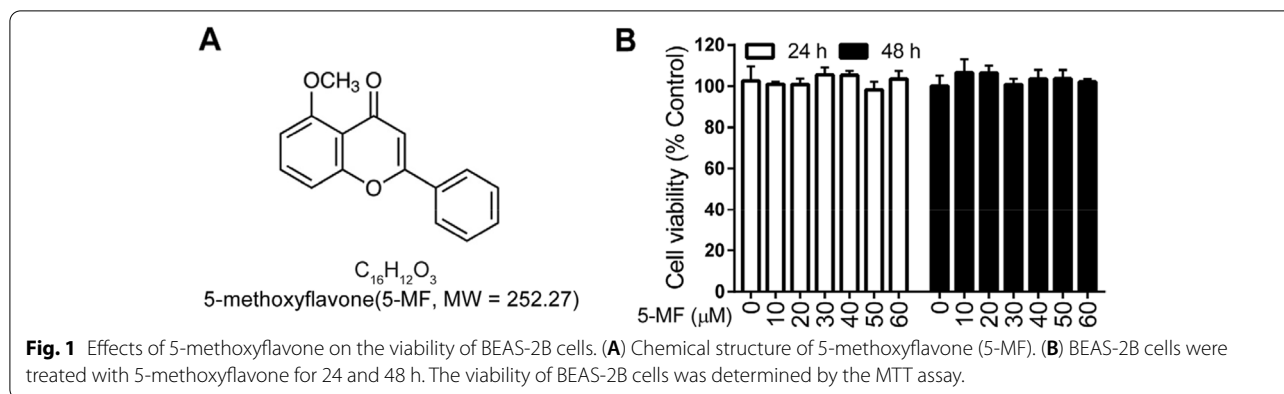 A
OCH₃
O
O
C₁₆H₁₂O₃
5-methoxyflavone(5-MF, MW = 252.27)
B
24 h 48 h
Cell viability (% Control)
120
100
80
60
40
20
0
5-MF (μM) 0 10 20 30 40 50 60 0 10 20 30 40 50 60
Fig. 1 Effects of 5-methoxyflavone on the viability of BEAS-2B cells. (A) Chemical structure of 5-methoxyflavone (5-MF). (B) BEAS-2B cells were
treated with 5-methoxyflavone for 24 and 48 h. The viability of BEAS-2B cells was determined by the MTT assay.